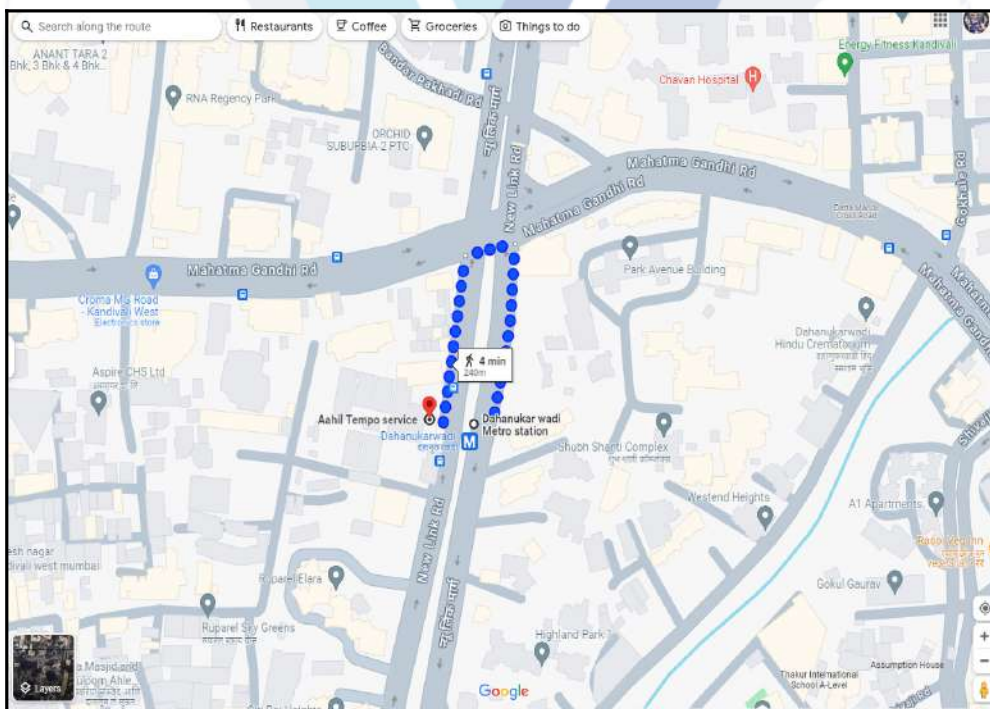 Search along the route
Restaurants
Coffee
Groceries
Things to do
ANANT TARA 2
Bhk, 3 Bhk & 4 Bhk...
RNA Regency Park
ORCHID
SUBURBIA 2 PTC
Bandar Pakhadi Rd
न्यू लिंक मार्ग
New Link Rd
Chavan Hospital
H
Energy Fitness Kandivali
Mahatma Gandhi Rd
Mahatma Gandhi Rd
Gokhale Rd
Mahatma Gandhi Rd
Croma MG Road
- Kandivali West
Electronics store
Park Avenue Building
Dahanukarwadi
Hindu Crematorium
Aspire CHS Ltd
4 min
240m
Aahil Tempo service
Dahanukar wadi
Metro station
Dahanukarwadi
M
Shubh Shanti Complex
Westend Heights
A1 Apartments
New Link Rd
न्यू लिंक मार्ग
Ruparel Elara
Ruparel Sky Greens
Gokul Gaurav
Highland Park
Thakur International
School A-Level
Assumption House
Layers
Google